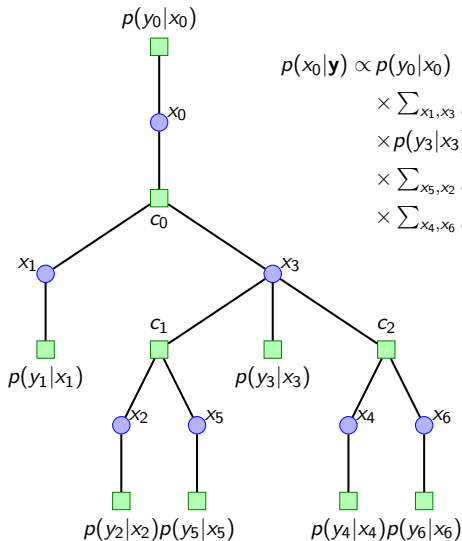 p(y₀|x₀)
p(x₀|𝐲) ∝ p(y₀|x₀)
x₀
× ∑ₓ₁,ₓ₃
× p(y₃|x₃)
× ∑ₓ₅,ₓ₂
× ∑ₓ₄,ₓ₆
c₀
x₁ x₃
c₁ c₂
p(y₁|x₁) p(y₃|x₃)
x₂ x₅ x₄ x₆
p(y₂|x₂) p(y₅|x₅) p(y₄|x₄) p(y₆|x₆)